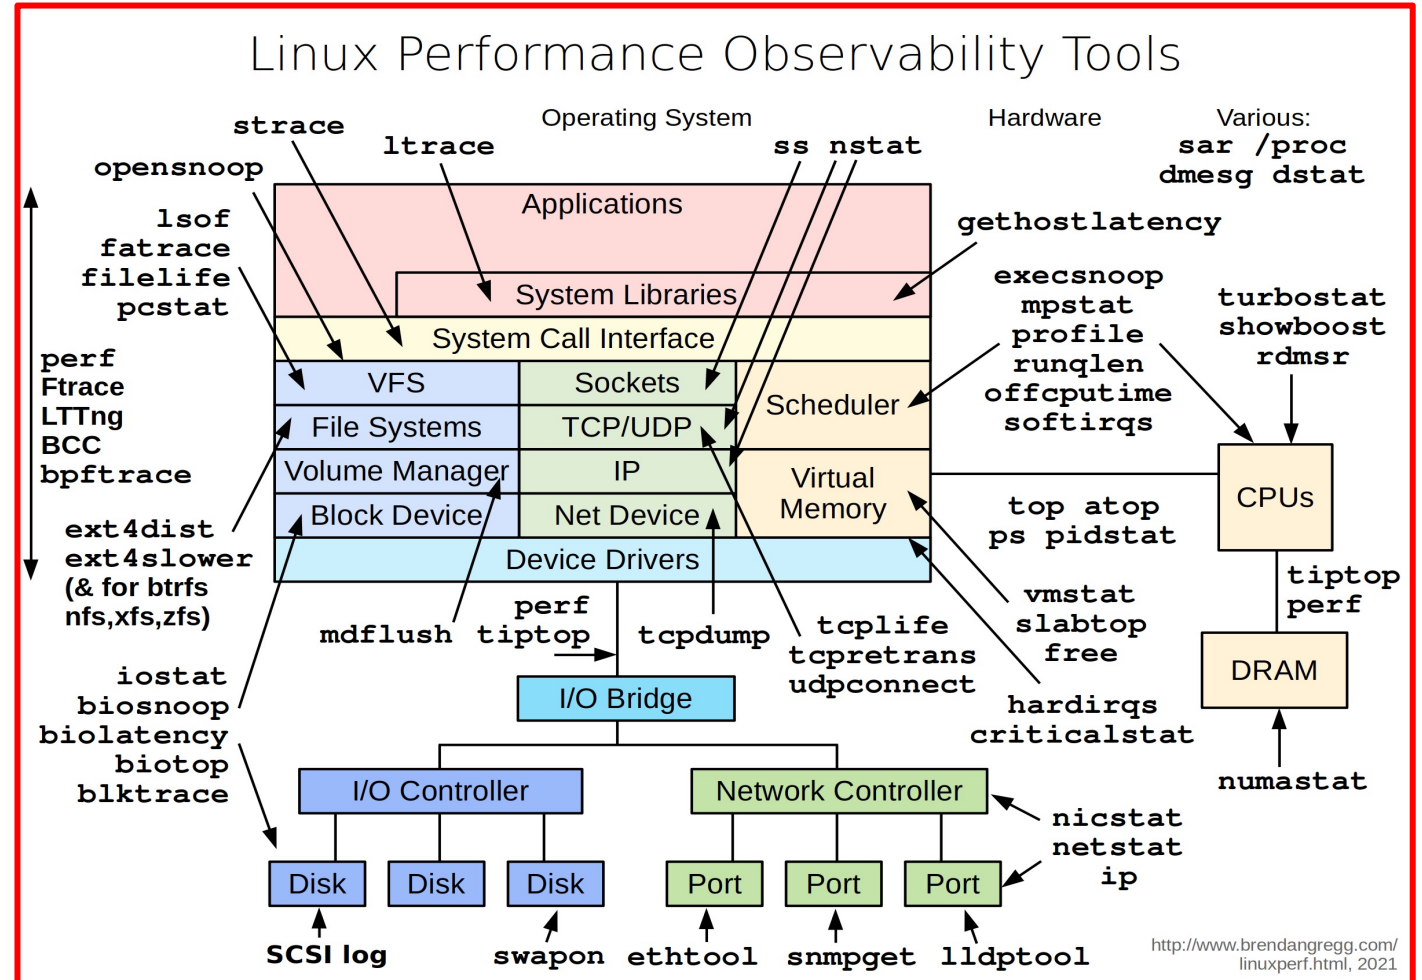 Linux Performance Observability Tools
Operating System
Hardware
Various:
sar /proc
dmesg dstat
strace
ltrace
ss nstat
opensnoop
lsof
fatrace
filelife
pcstat
gethostlatency
Applications
System Libraries
System Call Interface
VFS
Sockets
Scheduler
File Systems
TCP/UDP
Volume Manager
IP
Virtual
Memory
Block Device
Net Device
Device Drivers
execsnoop
mpstat
profile
runqlen
offcputime
softirqs
turbostat
showboost
rdmsr
perf
Ftrace
LTTng
BCC
bpftrace
CPUs
top atop
ps pidstat
ext4dist
ext4slower
(& for btrfs
nfs,xfs,zfs)
mdflush
perf
tiptop
tcpdump
tcplife
tcpretrans
udpconnect
vmstat
slabtop
free
tiptop
perf
DRAM
hardirqs
criticalstat
numastat
iostat
biosnoop
biolatency
biotop
blktrace
I/O Bridge
I/O Controller
Network Controller
nicstat
netstat
ip
Disk
Disk
Disk
Port
Port
Port
SCSI log
swapon
ethtool
snmpget
lldptool
http://www.brendangregg.com/
linuxperf.html, 2021